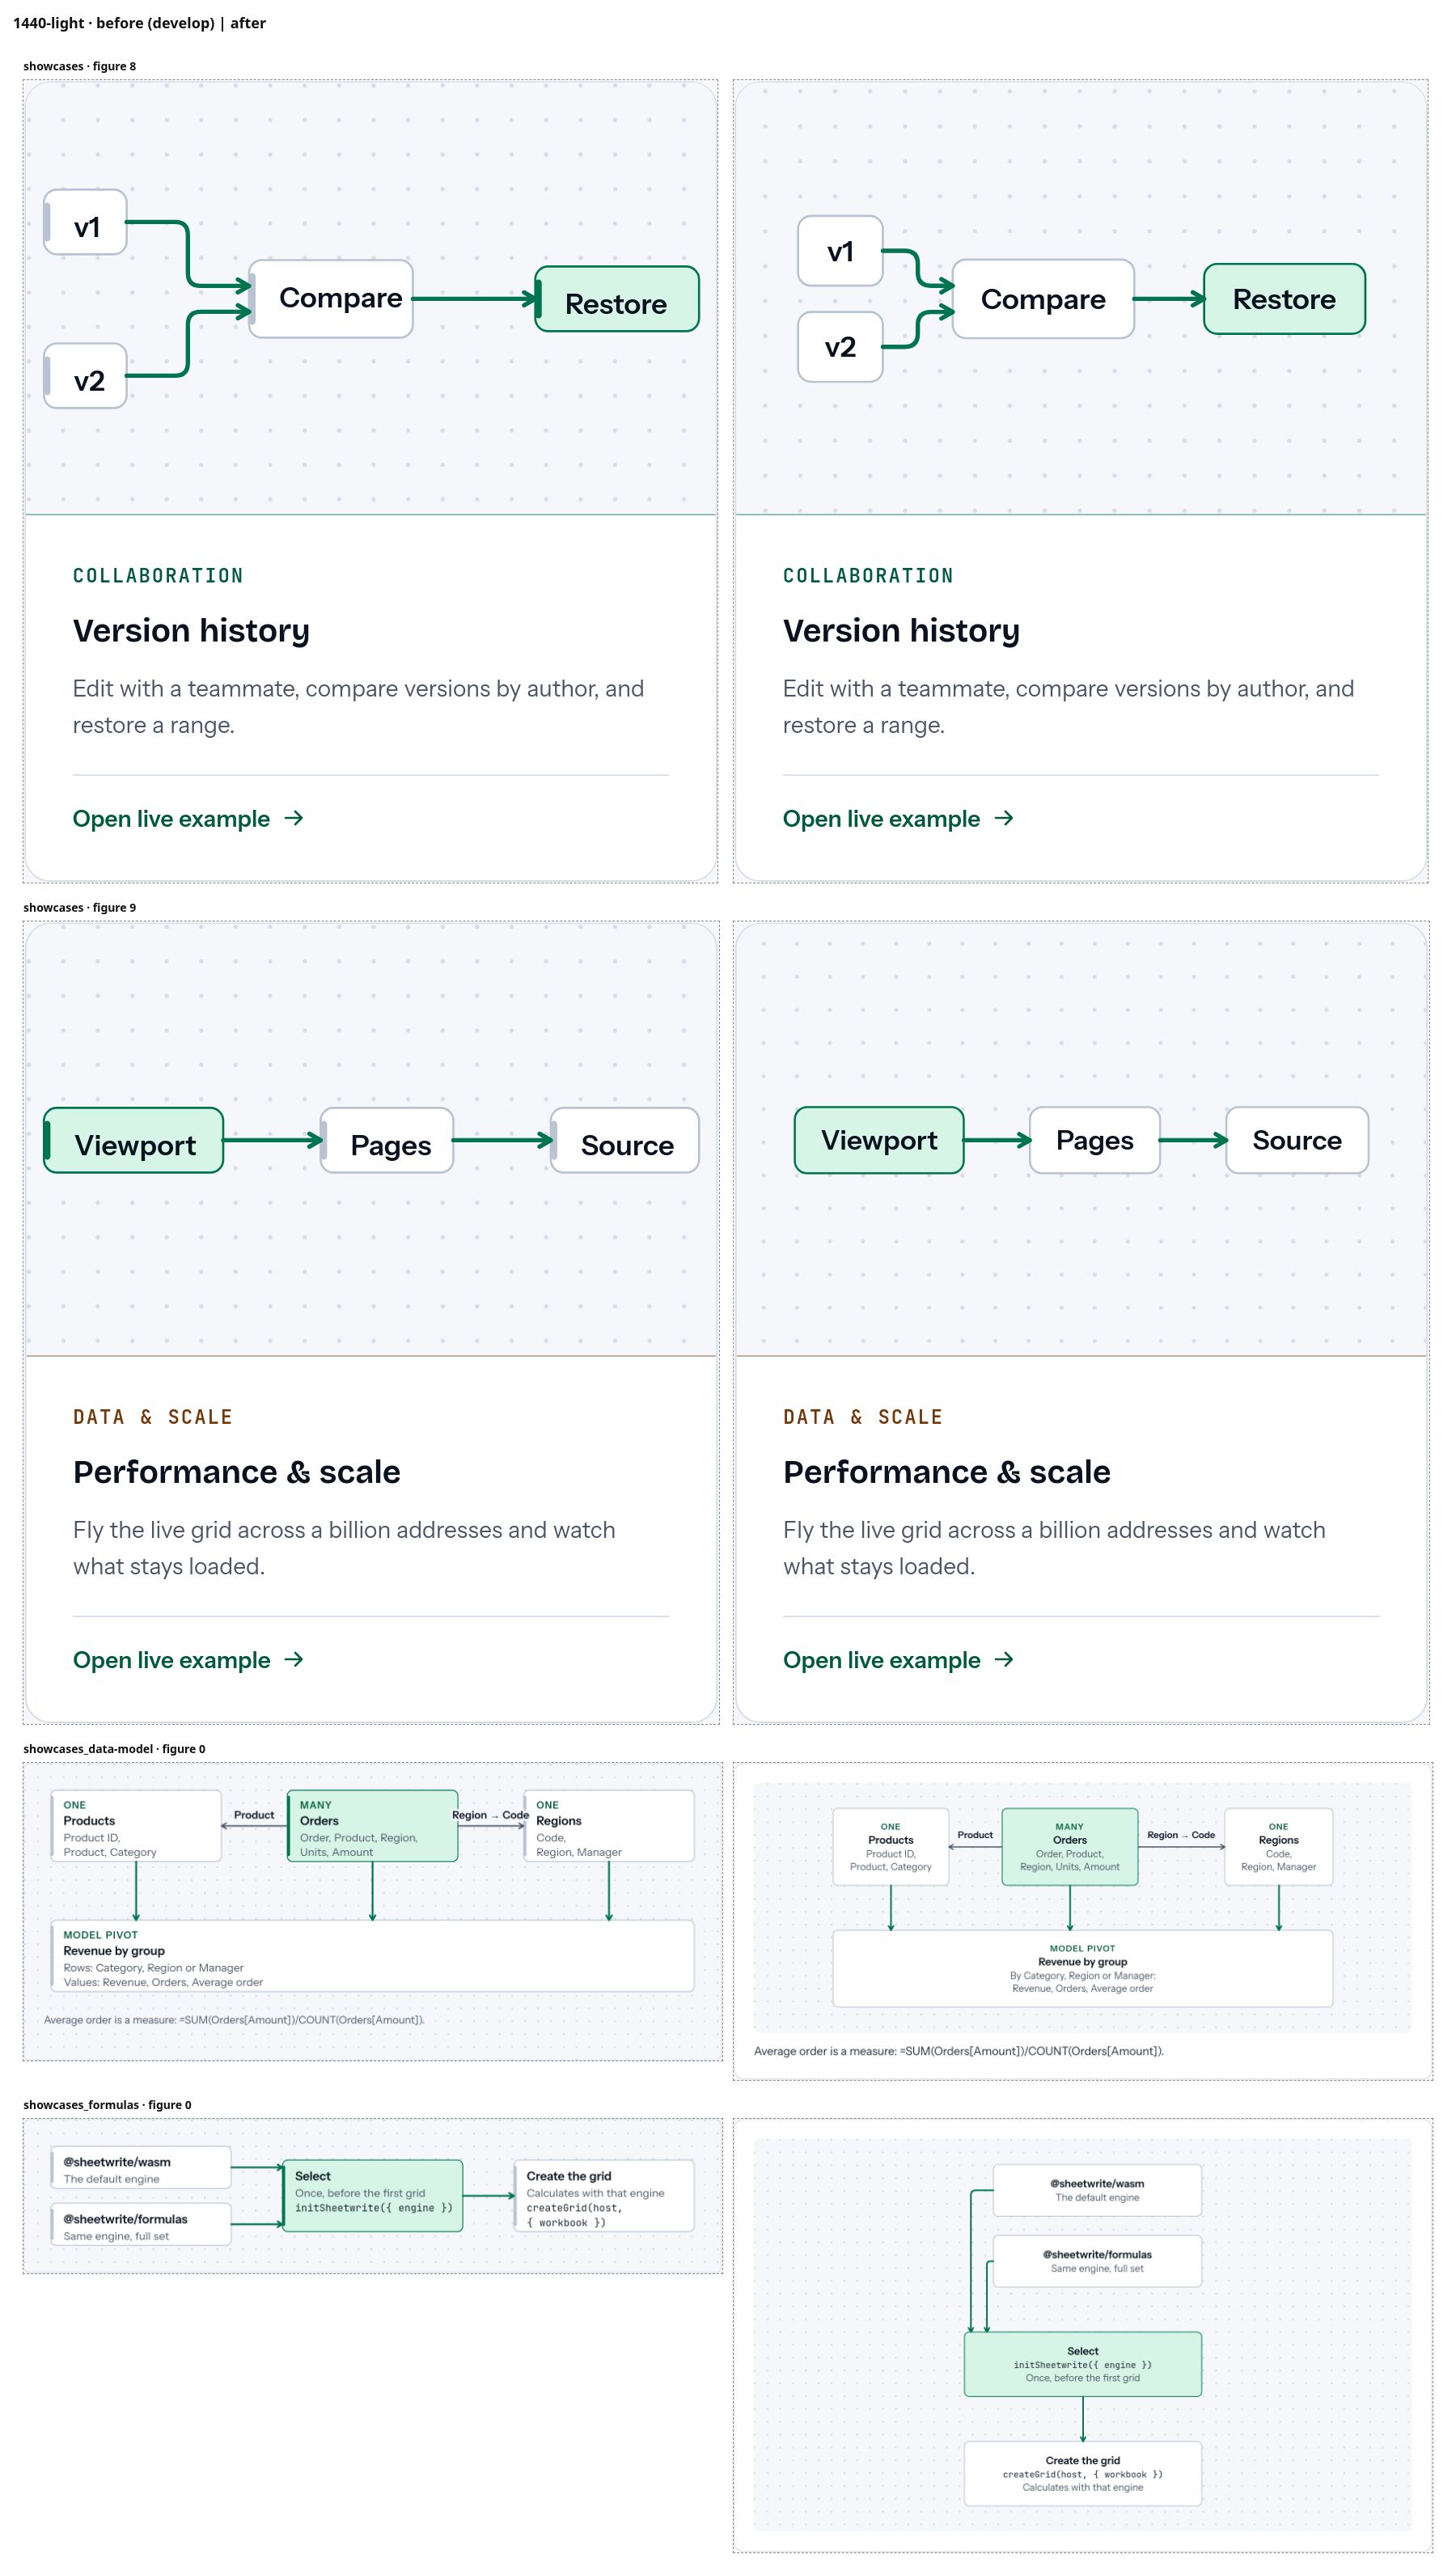 1440-light · before (develop) | after
showcases · figure 8
v1
v2
Compare
Restore
COLLABORATION
Version history
Edit with a teammate, compare versions by author, and
restore a range.
Open live example →
v1
v2
Compare
Restore
COLLABORATION
Version history
Edit with a teammate, compare versions by author, and
restore a range.
Open live example →
showcases · figure 9
Viewport
Pages
Source
DATA & SCALE
Performance & scale
Fly the live grid across a billion addresses and watch
what stays loaded.
Open live example →
Viewport
Pages
Source
DATA & SCALE
Performance & scale
Fly the live grid across a billion addresses and watch
what stays loaded.
Open live example →
showcases_data-model · figure 0
ONE
Products
Product ID,
Product, Category
Product
MANY
Orders
Order, Product, Region,
Units, Amount
Region → Code
ONE
Regions
Code,
Region, Manager
MODEL PIVOT
Revenue by group
Rows: Category, Region or Manager
Values: Revenue, Orders, Average order
Average order is a measure: =SUM(Orders[Amount])/COUNT(Orders[Amount]).
ONE
Products
Product ID,
Product, Category
Product
MANY
Orders
Order, Product,
Region, Units, Amount
Region → Code
ONE
Regions
Code,
Region, Manager
MODEL PIVOT
Revenue by group
By Category, Region or Manager:
Revenue, Orders, Average order
Average order is a measure: =SUM(Orders[Amount])/COUNT(Orders[Amount]).
showcases_formulas · figure 0
@sheetwrite/wasm
The default engine
@sheetwrite/formulas
Same engine, full set
Select
Once, before the first grid
initSheetwrite({ engine })
Create the grid
Calculates with that engine
createGrid(host,
{ workbook })
@sheetwrite/wasm
The default engine
@sheetwrite/formulas
Same engine, full set
Select
initSheetwrite({ engine })
Once, before the first grid
Create the grid
createGrid(host, { workbook })
Calculates with that engine